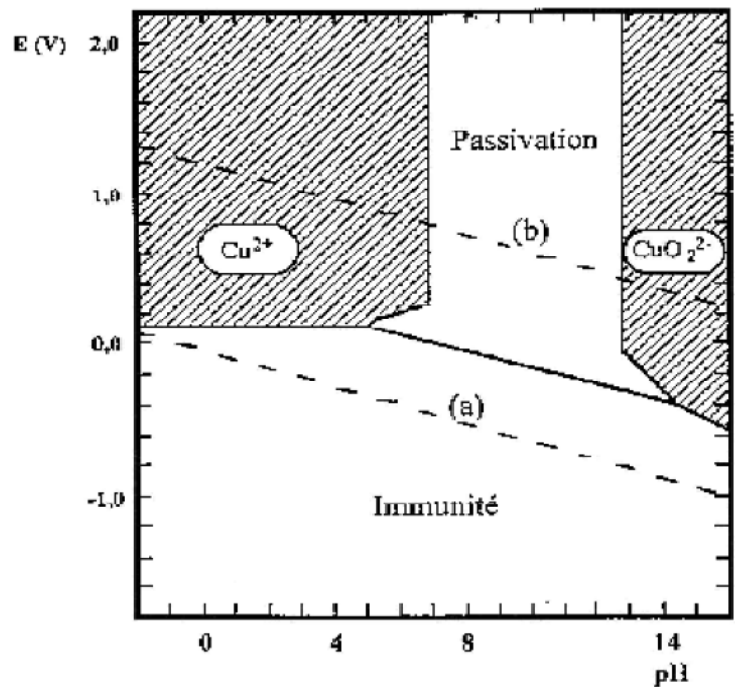 E (V)
2,0
Passivation
1,0
(b)
Cu²⁺
CuO₂²⁻
0,0
(a)
-1,0
Immunité
0 4 8 14
pH